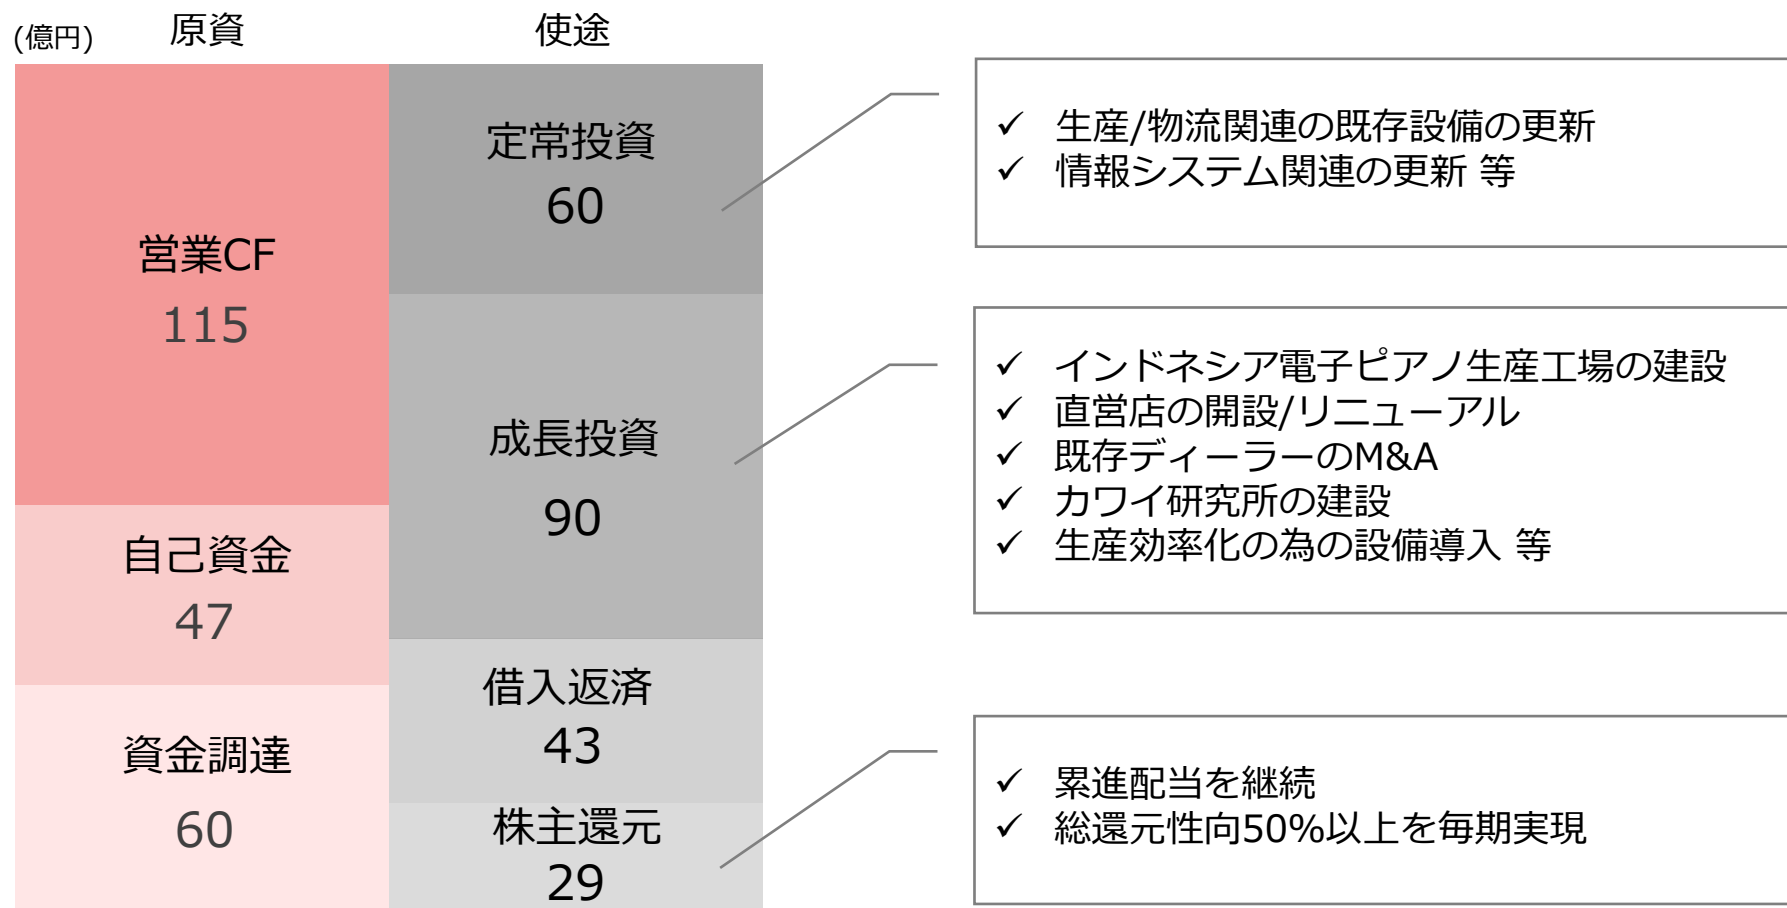 (億円)
原資
使途
営業CF
115
自己資金
47
資金調達
60
定常投資
60
成長投資
90
借入返済
43
株主還元
29
✓ 生産/物流関連の既存設備の更新
✓ 情報システム関連の更新 等
✓ インドネシア電子ピアノ生産工場の建設
✓ 直営店の開設/リニューアル
✓ 既存ディーラーのM&A
✓ カワイ研究所の建設
✓ 生産効率化の為の設備導入 等
✓ 累進配当を継続
✓ 総還元性向50%以上を毎期実現